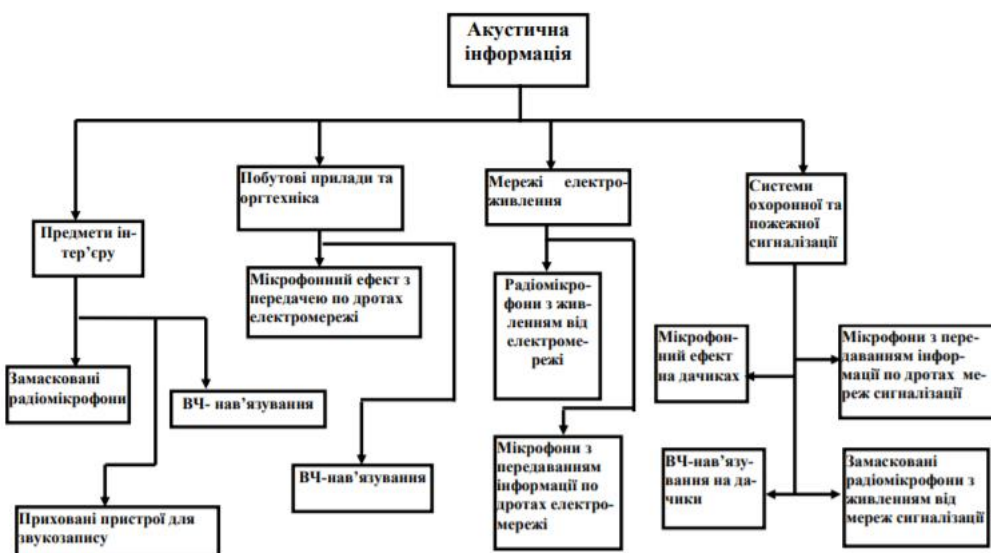 Акустична
інформація
Предмети ін-
тер’єру
Побутові прилади та
оргтехніка
Мережі електро-
живлення
Системи
охоронної та
пожежної
сигналізації
Замасковані
радіомікрофони
ВЧ- нав’язування
Приховані пристрої для
звукозапису
Мікрофонний ефект з
передачею по дротах
електромережі
ВЧ-нав’язування
Радіомікро-
фони з жив-
ленням від
електроме-
режі
Мікрофони з
передаванням
інформації по
дротах електро-
мережі
Мікрофон-
ний ефект
на дачиках
Мікрофони з пере-
даванням інфор-
мації по дротах ме-
реж сигналізації
ВЧ-нав’язу-
вання на да-
чики
Замасковані
радіомікрофони з
живленням від
мереж сигналізації